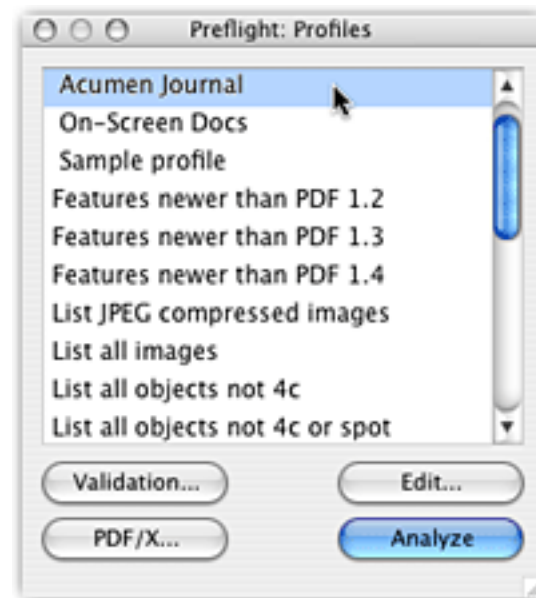 Preflight: Profiles
Acumen Journal
On-Screen Docs
Sample profile
Features newer than PDF 1.2
Features newer than PDF 1.3
Features newer than PDF 1.4
List JPEG compressed images
List all images
List all objects not 4c
List all objects not 4c or spot
Validation... Edit...
PDF/X... Analyze